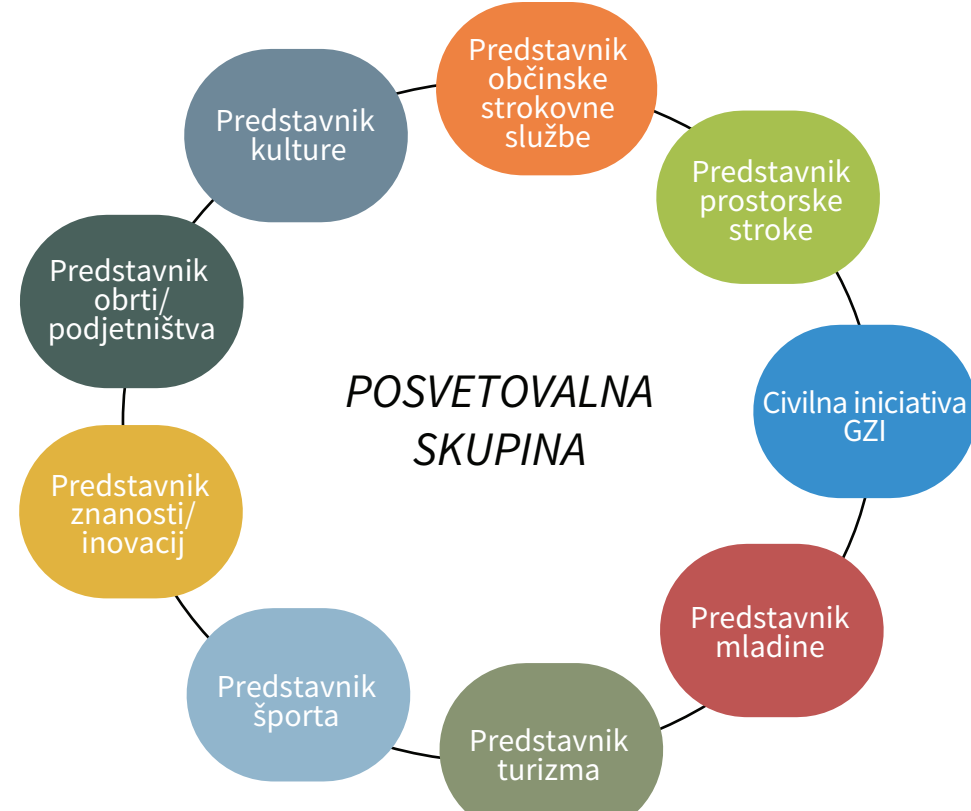 Predstavnik
občinske
strokovne
službe
Predstavnik
prostorske
stroke
Civilna iniciativa
GZI
Predstavnik
mladine
Predstavnik
turizma
Predstavnik
športa
Predstavnik
znanosti/
inovacij
Predstavnik
obrti/
podjetništva
Predstavnik
kulture
POSVETOVALNA
SKUPINA